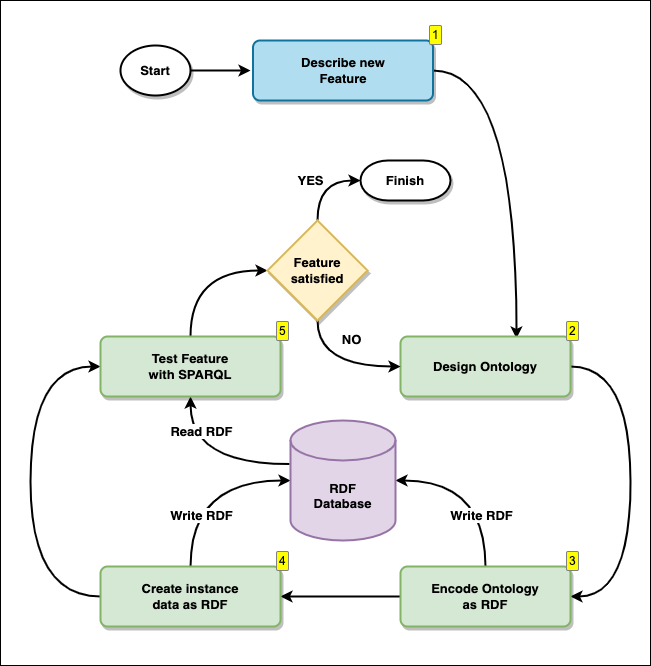 1
Start
Describe new
Feature
YES
Finish
Feature
satisfied
NO
5
Test Feature
with SPARQL
2
Design Ontology
Read RDF
RDF
Database
Write RDF
Write RDF
4
Create instance
data as RDF
3
Encode Ontology
as RDF